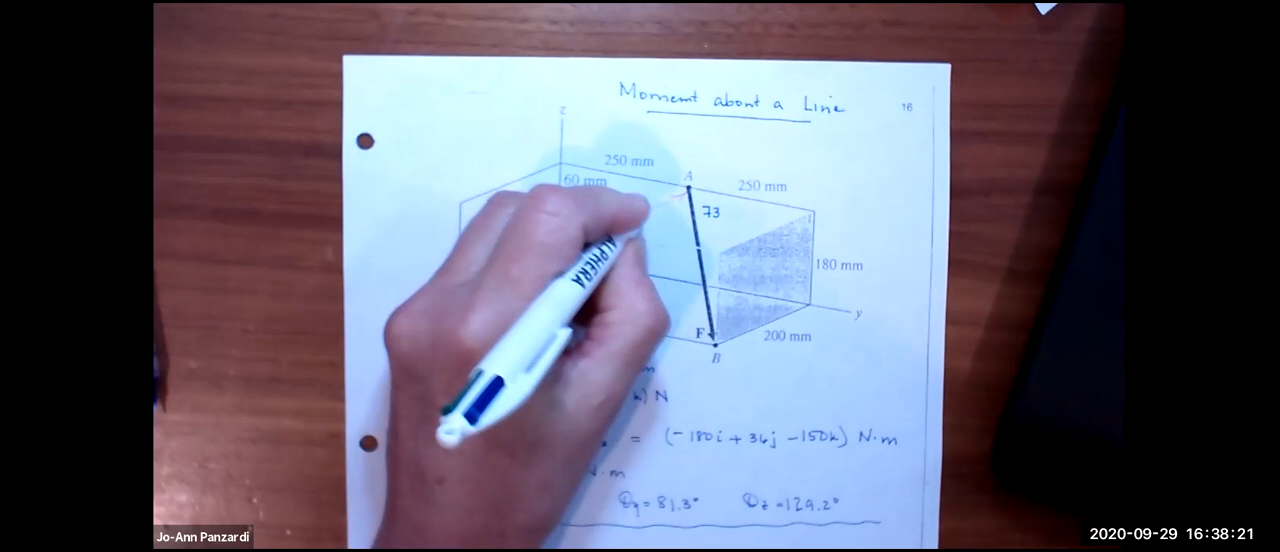 Moment about a Line
16
z
250 mm
A
60 mm
250 mm
73
ALPHERA
180 mm
y
F
200 mm
B
m
k) N
= (-180i + 36j - 150k) N·m
N·m
θy = 81.3° θz = 129.2°
Jo-Ann Panzardi
2020-09-29 16:38:21